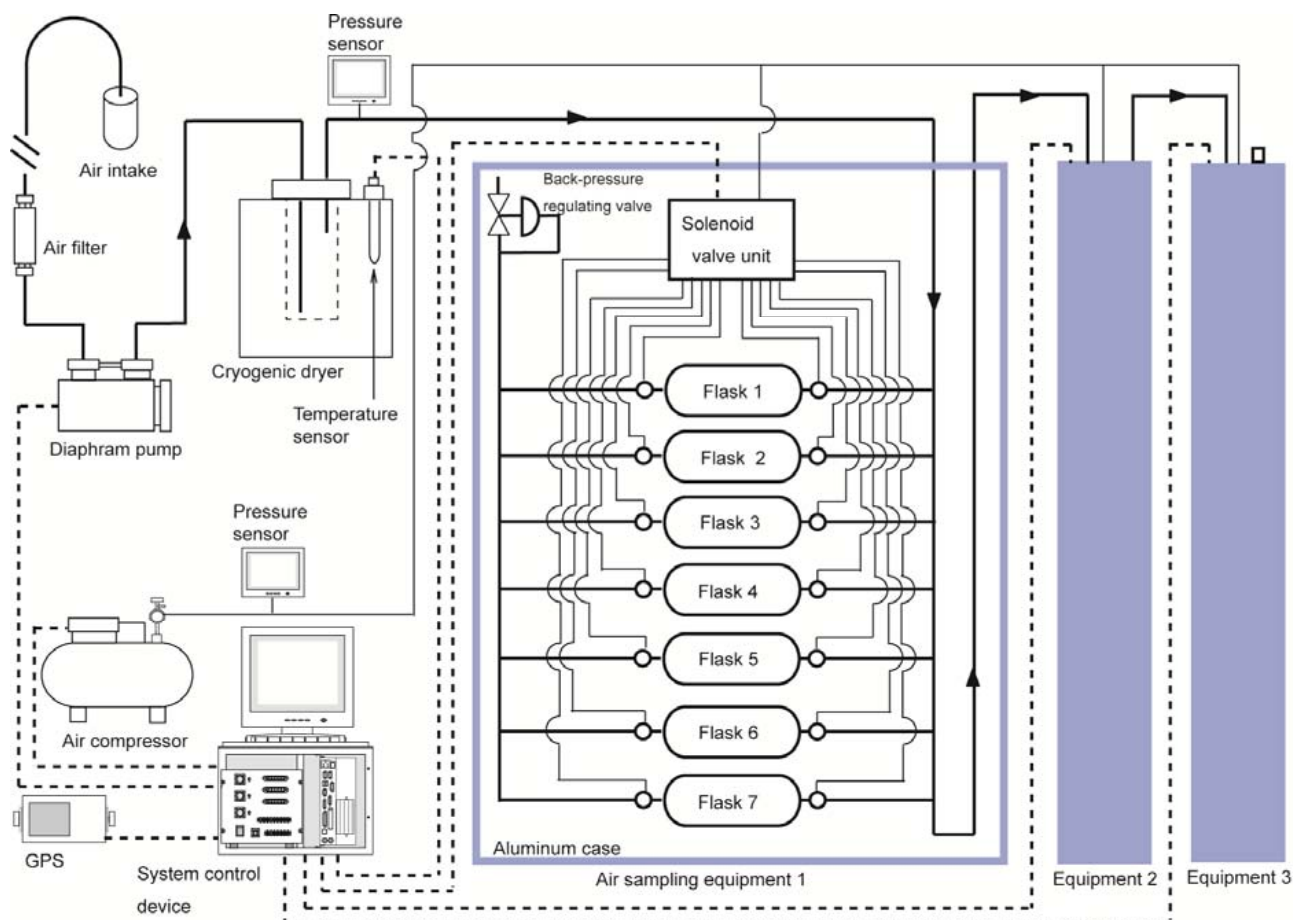 Pressure
sensor
Air intake
Air filter
Back-pressure
regulating valve
Solenoid
valve unit
Cryogenic dryer
Temperature
sensor
Diaphram pump
Flask 1
Flask 2
Flask 3
Flask 4
Flask 5
Flask 6
Flask 7
Pressure
sensor
Air compressor
GPS
System control
device
Aluminum case
Air sampling equipment 1
Equipment 2
Equipment 3